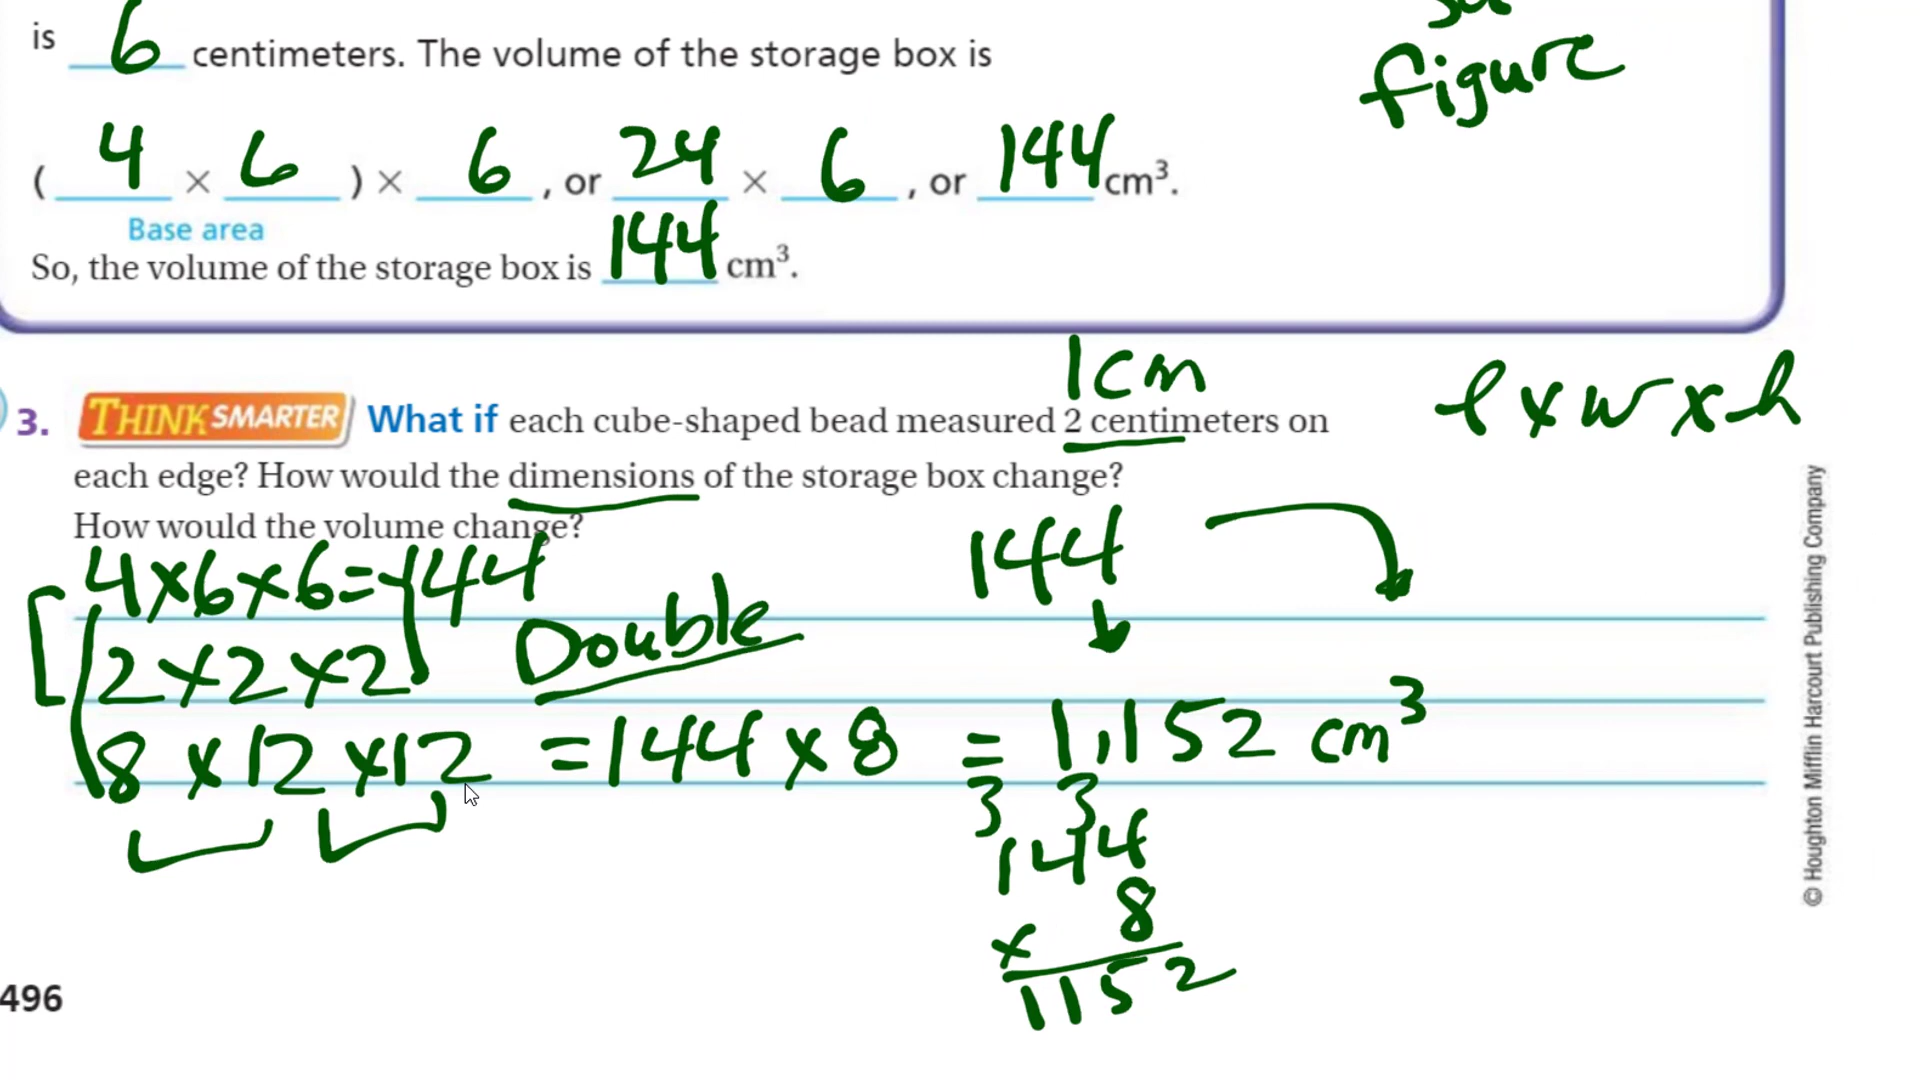 is 6 centimeters. The volume of the storage box is
figure
( 4 × 6 ) × 6 , or 24 × 6 , or 144 cm³.
Base area
So, the volume of the storage box is 144 cm³.
1cm
l x w x h
3. THINK SMARTER What if each cube-shaped bead measured 2 centimeters on
each edge? How would the dimensions of the storage box change?
How would the volume change?
144
4×6×6=144
Double
2×2×2
8 ×12 ×12 =144 × 8 = 1,152 cm³
3 3
144
x 8
1152
496
© Houghton Mifflin Harcourt Publishing Company